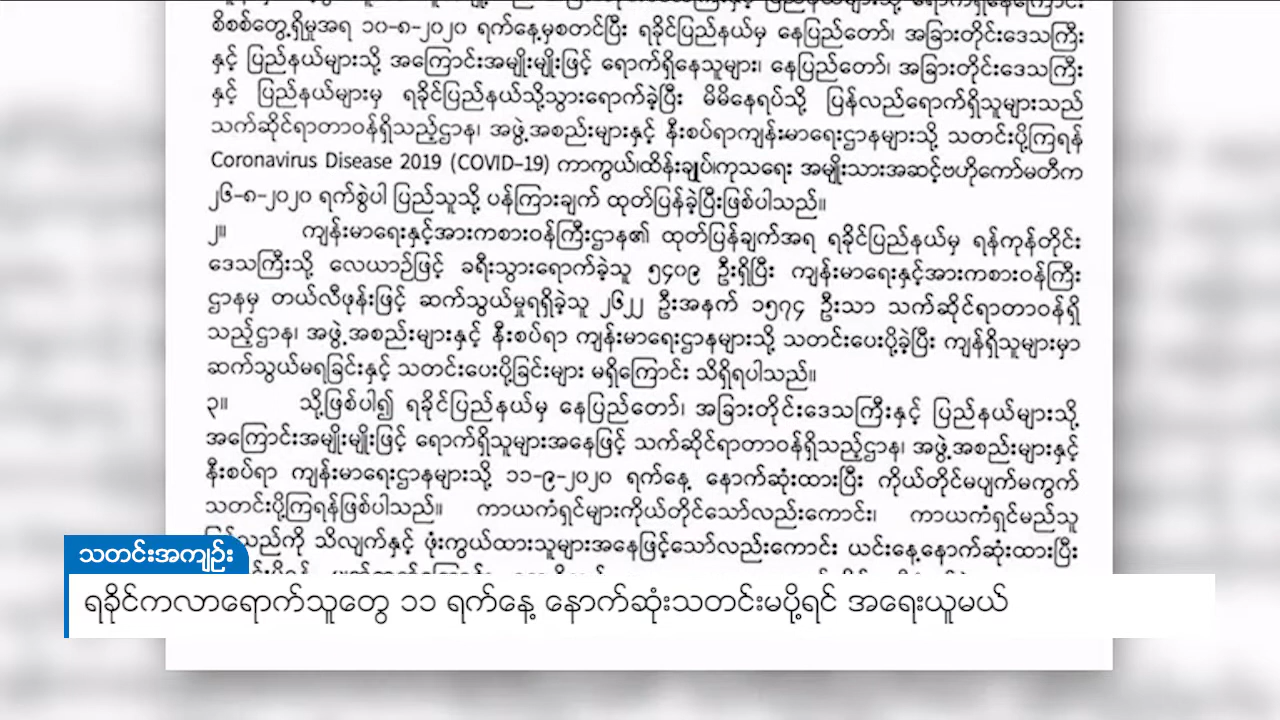 စိစစ်တွေ့ရှိမှုအရ ၁၀-၈-၂၀၂၀ ရက်နေ့မှစတင်ပြီး ရခိုင်ပြည်နယ်မှ နေပြည်တော်၊ အခြားတိုင်းဒေသကြီး
နှင့် ပြည်နယ်များသို့ အကြောင်းအမျိုးမျိုးဖြင့် ရောက်ရှိနေသူများ၊ နေပြည်တော်၊ အခြားတိုင်းဒေသကြီး
နှင့် ပြည်နယ်များမှ ရခိုင်ပြည်နယ်သို့သွားရောက်ခဲ့ပြီး မိမိနေရပ်သို့ ပြန်လည်ရောက်ရှိသူများသည်
သက်ဆိုင်ရာတာဝန်ရှိသည့်ဌာန၊ အဖွဲ့အစည်းများနှင့် နီးစပ်ရာကျန်းမာရေးဌာနများသို့ သတင်းပို့ကြရန်
Coronavirus Disease 2019 (COVID-19) ကာကွယ်၊ထိန်းချုပ်၊ကုသရေး အမျိုးသားအဆင့်ဗဟိုကော်မတီက
၂၆-၈-၂၀၂၀ ရက်စွဲပါ ပြည်သူသို့ ပန်ကြားချက် ထုတ်ပြန်ခဲ့ပြီးဖြစ်ပါသည်။
၂။ ကျန်းမာရေးနှင့်အားကစားဝန်ကြီးဌာန၏ ထုတ်ပြန်ချက်အရ ရခိုင်ပြည်နယ်မှ ရန်ကုန်တိုင်း
ဒေသကြီးသို့ လေယာဉ်ဖြင့် ခရီးသွားရောက်ခဲ့သူ ၅၄၀၉ ဦးရှိပြီး ကျန်းမာရေးနှင့်အားကစားဝန်ကြီး
ဌာနမှ တယ်လီဖုန်းဖြင့် ဆက်သွယ်မှုရရှိခဲ့သူ ၂၆၂၂ ဦးအနက် ၁၅၇၄ ဦးသာ သက်ဆိုင်ရာတာဝန်ရှိ
သည့်ဌာန၊ အဖွဲ့အစည်းများနှင့် နီးစပ်ရာ ကျန်းမာရေးဌာနများသို့ သတင်းပေးပို့ခဲ့ပြီး ကျန်ရှိသူများမှာ
ဆက်သွယ်မရခြင်းနှင့် သတင်းပေးပို့ခြင်းများ မရှိကြောင်း သိရှိရပါသည်။
၃။ သို့ဖြစ်ပါ၍ ရခိုင်ပြည်နယ်မှ နေပြည်တော်၊ အခြားတိုင်းဒေသကြီးနှင့် ပြည်နယ်များသို့
အကြောင်းအမျိုးမျိုးဖြင့် ရောက်ရှိသူများအနေဖြင့် သက်ဆိုင်ရာတာဝန်ရှိသည့်ဌာန၊ အဖွဲ့အစည်းများနှင့်
နီးစပ်ရာ ကျန်းမာရေးဌာနများသို့ ၁၁-၉-၂၀၂၀ ရက်နေ့ နောက်ဆုံးထားပြီး ကိုယ်တိုင်မပျက်မကွက်
သတင်းပို့ကြရန်ဖြစ်ပါသည်။ ကာယကံရှင်များကိုယ်တိုင်သော်လည်းကောင်း၊ ကာယကံရှင်မည်သူ
ဖြစ်သည်ကို သိလျက်နှင့် ဖုံးကွယ်ထားသူများအနေဖြင့်သော်လည်းကောင်း ယင်းနေ့နောက်ဆုံးထားပြီး
သတင်းအကျဉ်း
ရခိုင်ကလာရောက်သူတွေ ၁၁ ရက်နေ့ နောက်ဆုံးသတင်းမပို့ရင် အရေးယူမယ်